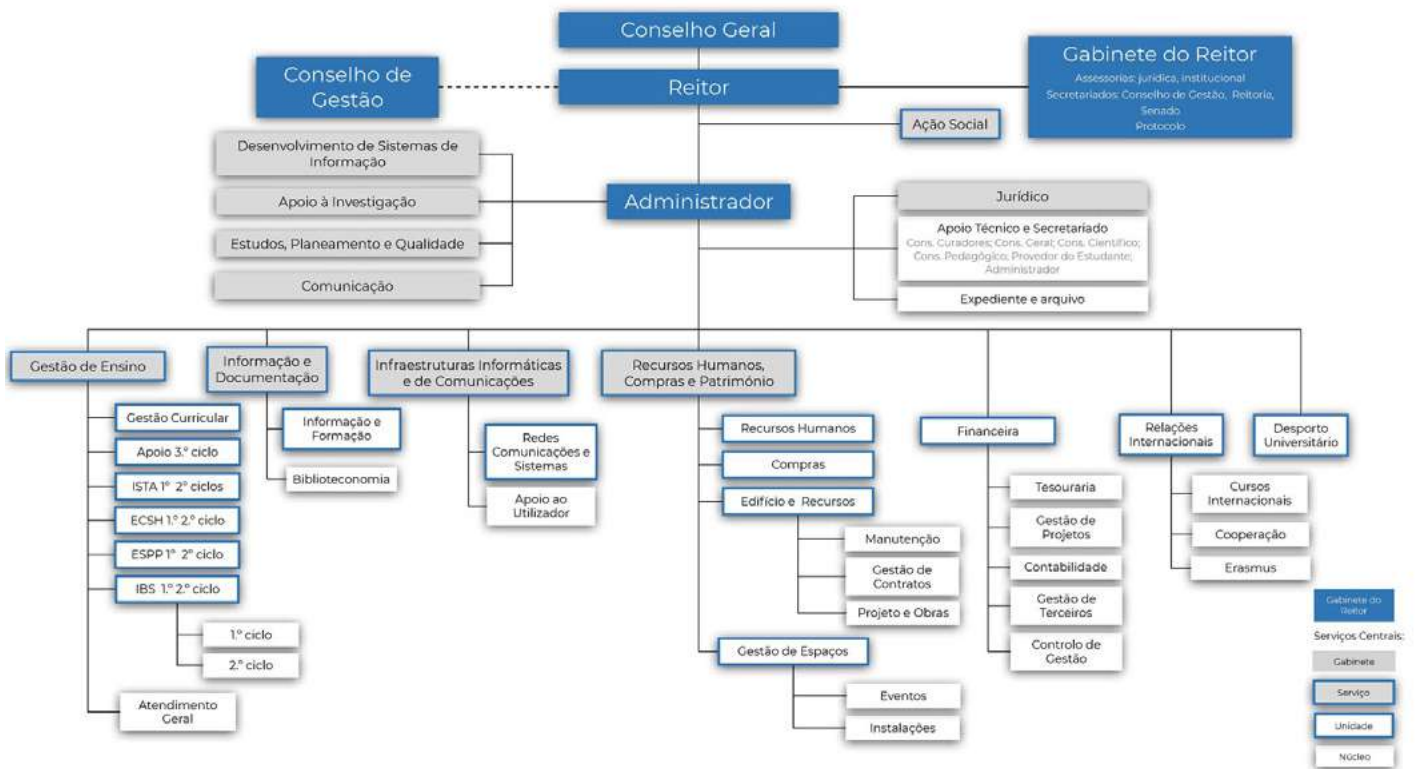 Conselho Geral
Conselho de
Gestão
Reitor
Gabinete do Reitor
Assessorias: jurídica, institucional
Secretariados: Conselho de Gestão, Reitoria,
Senado
Protocolo
Ação Social
Desenvolvimento de Sistemas de
Informação
Apoio à Investigação
Estudos, Planeamento e Qualidade
Comunicação
Administrador
Jurídico
Apoio Técnico e Secretariado
Cons. Curadores; Cons. Geral; Cons. Científico;
Cons. Pedagógico; Provedor do Estudante;
Administrador
Expediente e arquivo
Gestão de Ensino
Gestão Curricular
Apoio 3.º ciclo
ISTA 1º 2º ciclos
ECSH 1.º 2.º ciclo
ESPP 1º 2º ciclo
IBS 1.º 2.º ciclo
1.º ciclo
2.º ciclo
Atendimento
Geral
Informação e
Documentação
Informação e
Formação
Biblioteconomia
Infraestruturas Informáticas
e de Comunicações
Redes
Comunicações e
Sistemas
Apoio ao
Utilizador
Recursos Humanos,
Compras e Património
Recursos Humanos
Compras
Edifício e Recursos
Manutenção
Gestão de
Contratos
Projeto e Obras
Gestão de Espaços
Eventos
Instalações
Financeira
Tesouraria
Gestão de
Projetos
Contabilidade
Gestão de
Terceiros
Controlo de
Gestão
Relações
Internacionais
Cursos
Internacionais
Cooperação
Erasmus
Desporto
Universitário
Gabinete do
Reitor
Serviços Centrais:
Gabinete
Serviço
Unidade
Núcleo